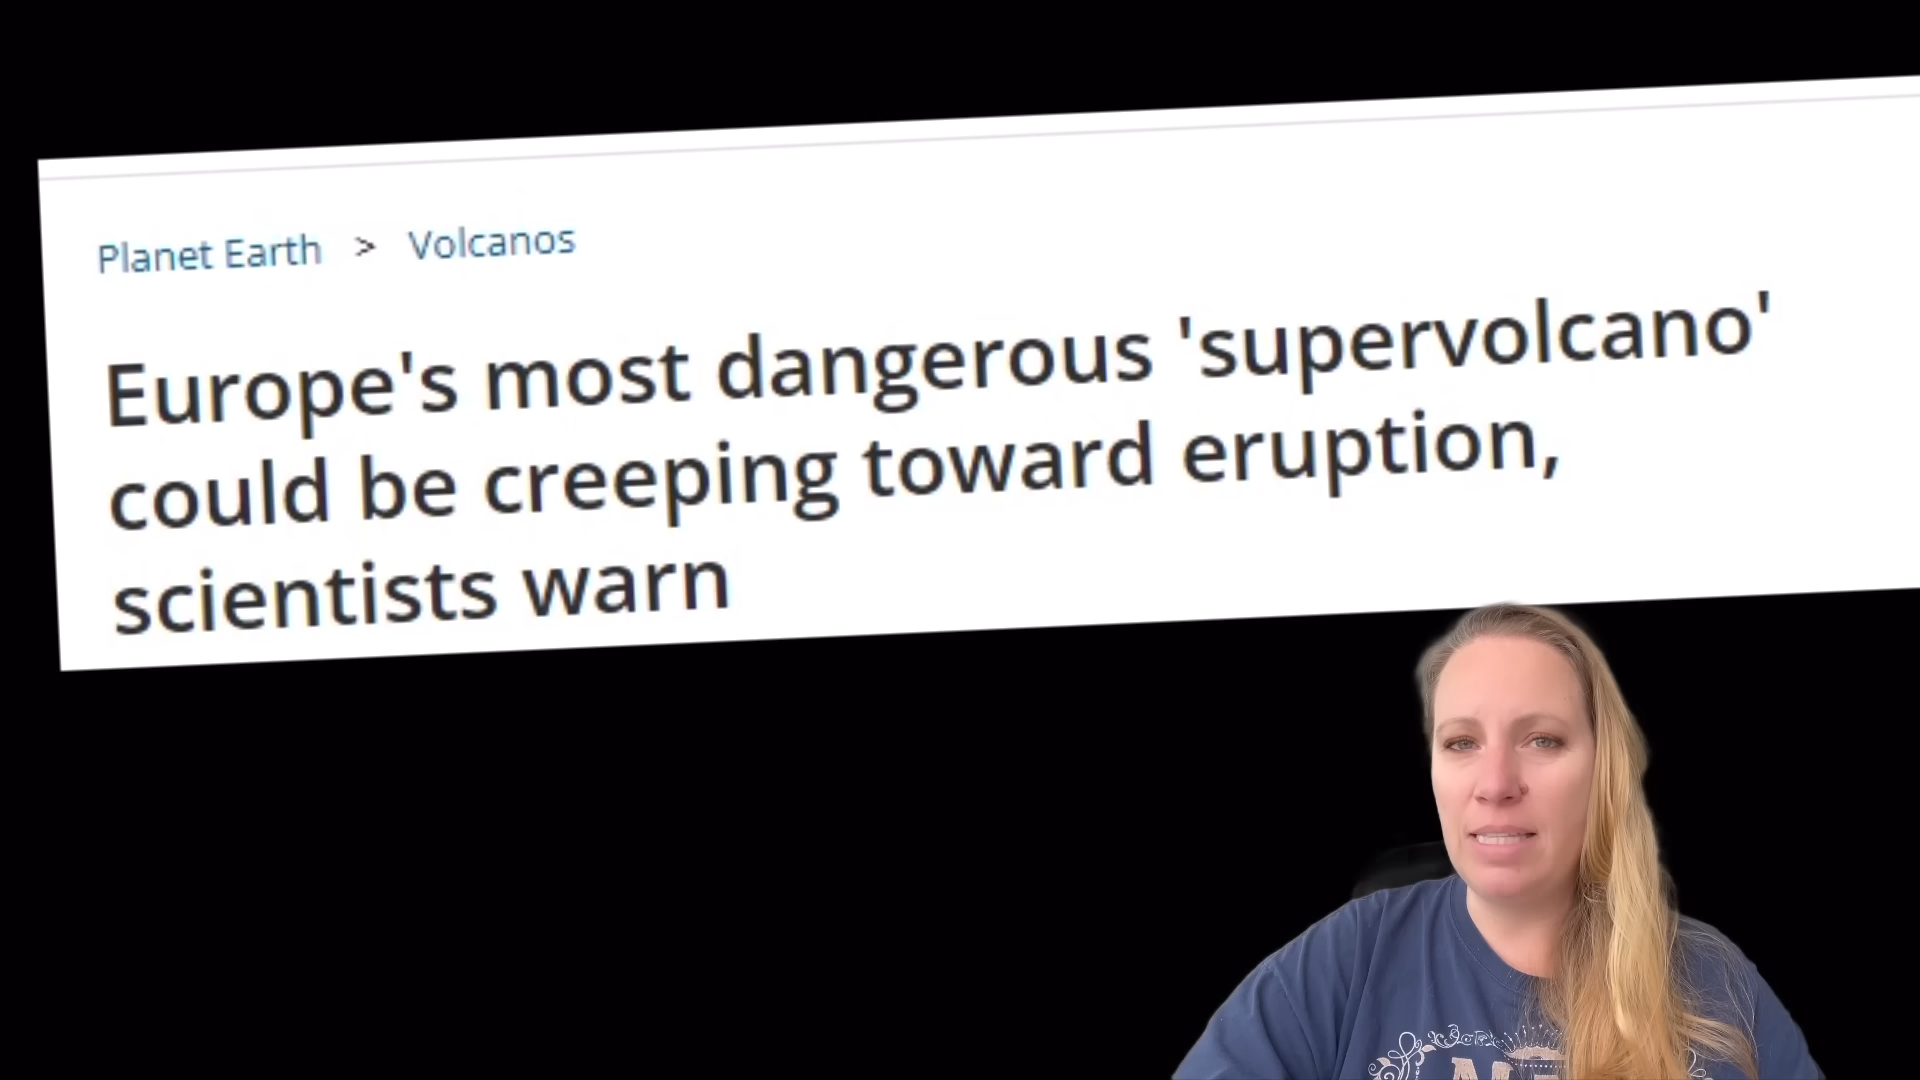 Planet Earth > Volcanos
Europe's most dangerous 'supervolcano'
could be creeping toward eruption,
scientists warn